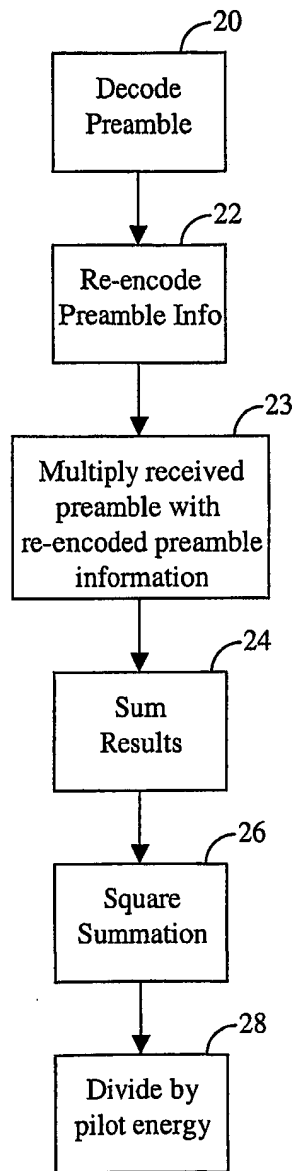 20
Decode
Preamble
22
Re-encode
Preamble Info
23
Multiply received
preamble with
re-encoded preamble
information
24
Sum
Results
26
Square
Summation
28
Divide by
pilot energy